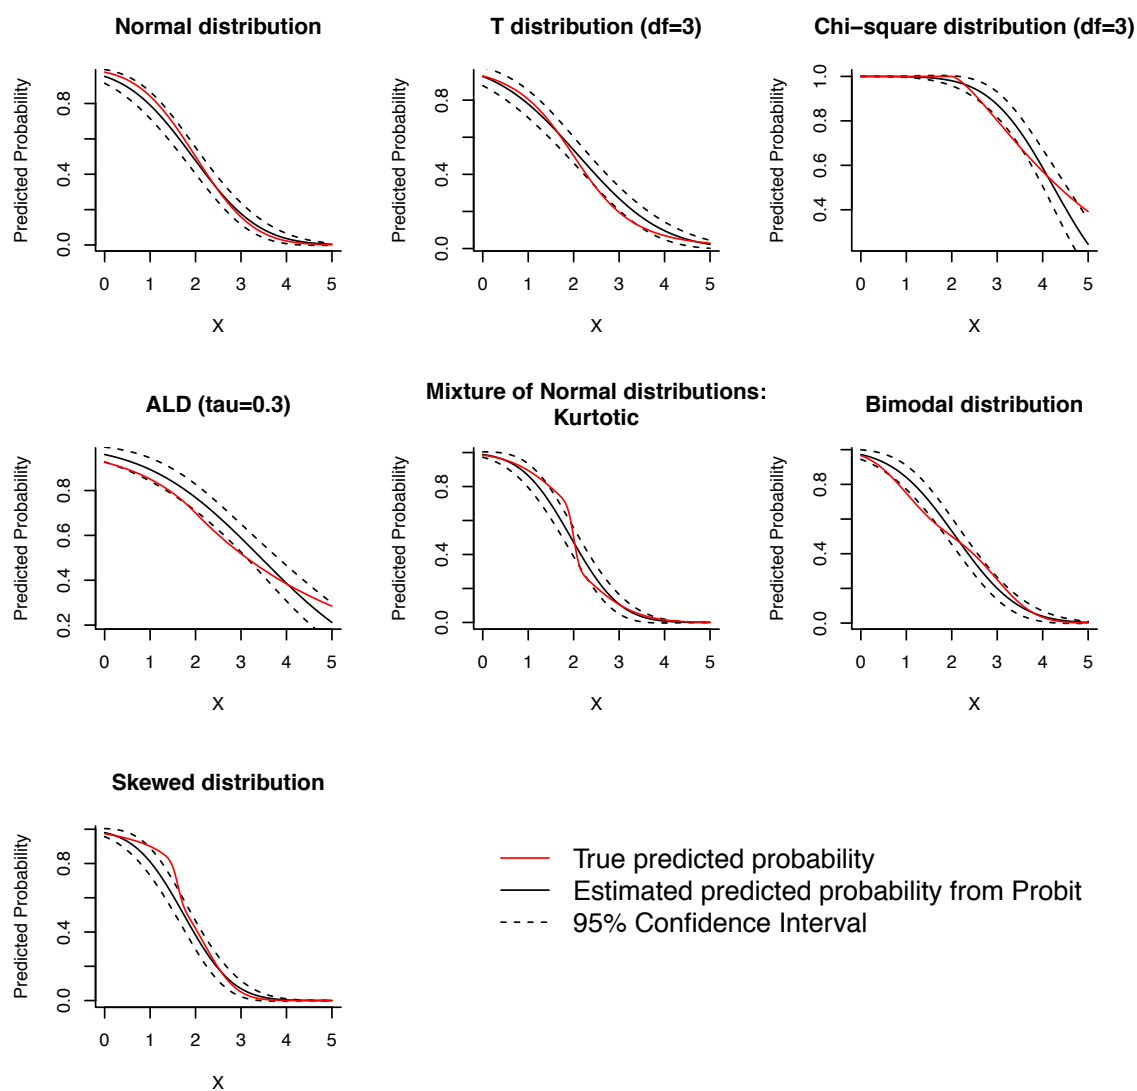 Normal distribution
Predicted Probability
0.0 0.4 0.8
0 1 2 3 4 5
X
T distribution (df=3)
Predicted Probability
0.0 0.4 0.8
0 1 2 3 4 5
X
Chi−square distribution (df=3)
Predicted Probability
0.4 0.6 0.8 1.0
0 1 2 3 4 5
X
ALD (tau=0.3)
Predicted Probability
0.2 0.4 0.6 0.8
0 1 2 3 4 5
X
Mixture of Normal distributions:
Kurtotic
Predicted Probability
0.0 0.4 0.8
0 1 2 3 4 5
X
Bimodal distribution
Predicted Probability
0.0 0.4 0.8
0 1 2 3 4 5
X
Skewed distribution
Predicted Probability
0.0 0.4 0.8
0 1 2 3 4 5
X
True predicted probability
Estimated predicted probability from Probit
95% Confidence Interval